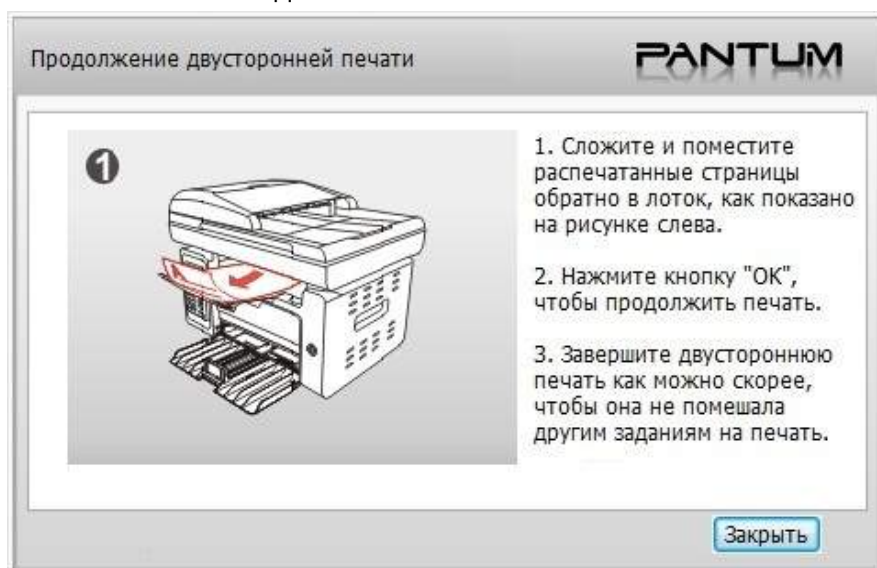 Продолжение двусторонней печати
PANTUM
1
1. Сложите и поместите
распечатанные страницы
обратно в лоток, как показано
на рисунке слева.
2. Нажмите кнопку "OK",
чтобы продолжить печать.
3. Завершите двустороннюю
печать как можно скорее,
чтобы она не помешала
другим заданиям на печать.
Закрыть